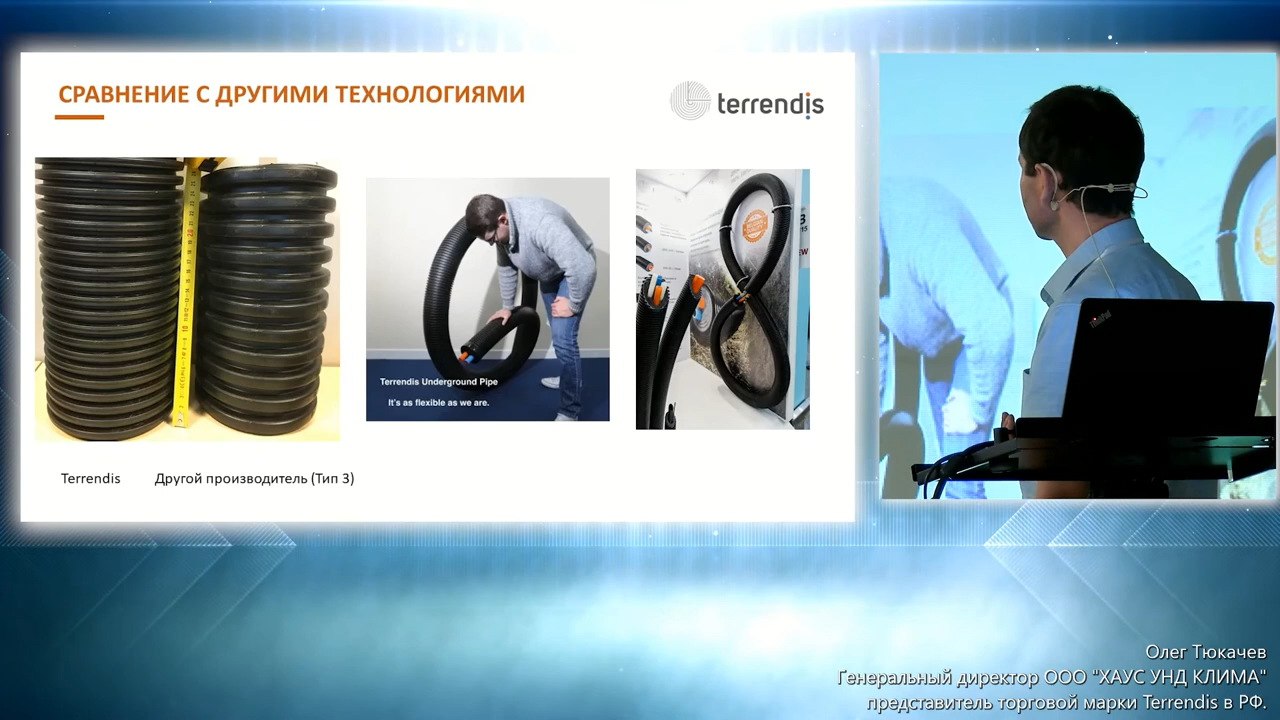 СРАВНЕНИЕ С ДРУГИМИ ТЕХНОЛОГИЯМИ
terrendis
Terrendis Underground Pipe
It's as flexible as we are.
Terrendis
Другой производитель (Тип 3)
ThinkPad
Олег Тюкачев
Генеральный директор ООО "ХАУС УНД КЛИМА"
представитель торговой марки Terrendis в РФ.